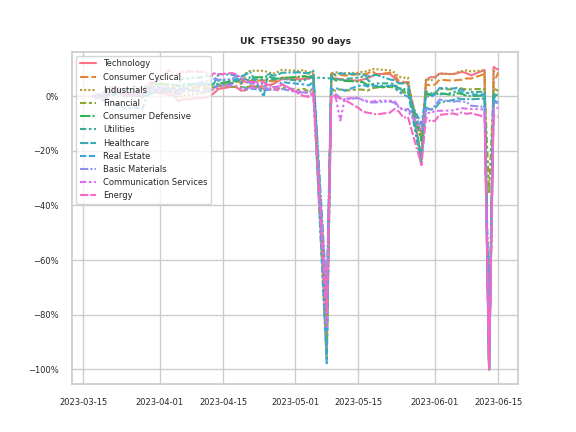 UK FTSE350 90 days
Technology
Consumer Cyclical
Industrials
Financial
Consumer Defensive
Utilities
Healthcare
Real Estate
Basic Materials
Communication Services
Energy
0%
−20%
−40%
−60%
−80%
−100%
2023-03-15 2023-04-01 2023-04-15 2023-05-01 2023-05-15 2023-06-01 2023-06-15